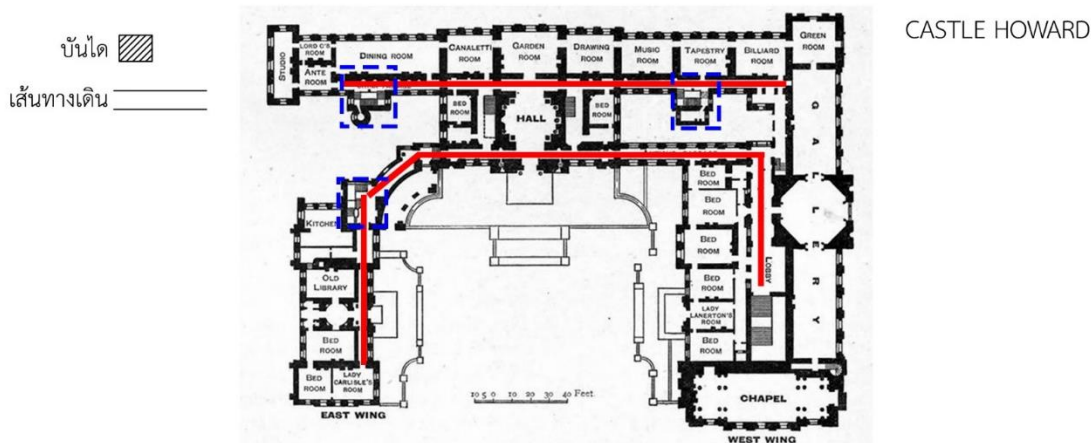 CASTLE HOWARD
บันได
เส้นทางเดิน
STUDIO
LORD C'S ROOM
ANTE ROOM
DINING ROOM
CANALETTI ROOM
GARDEN ROOM
DRAWING ROOM
MUSIC ROOM
TAPESTRY ROOM
BILLIARD ROOM
GREEN ROOM
BED ROOM
HALL
BED ROOM
GALLERY
KITCHEN
OLD LIBRARY
BED ROOM
BED ROOM
LADY CARLISLE'S ROOM
EAST WING
BED ROOM
BED ROOM
BED ROOM
BED ROOM
LADY LANERTON'S ROOM
BED ROOM
LOBBY
10 5 0 10 20 30 40 Feet.
CHAPEL
WEST WING